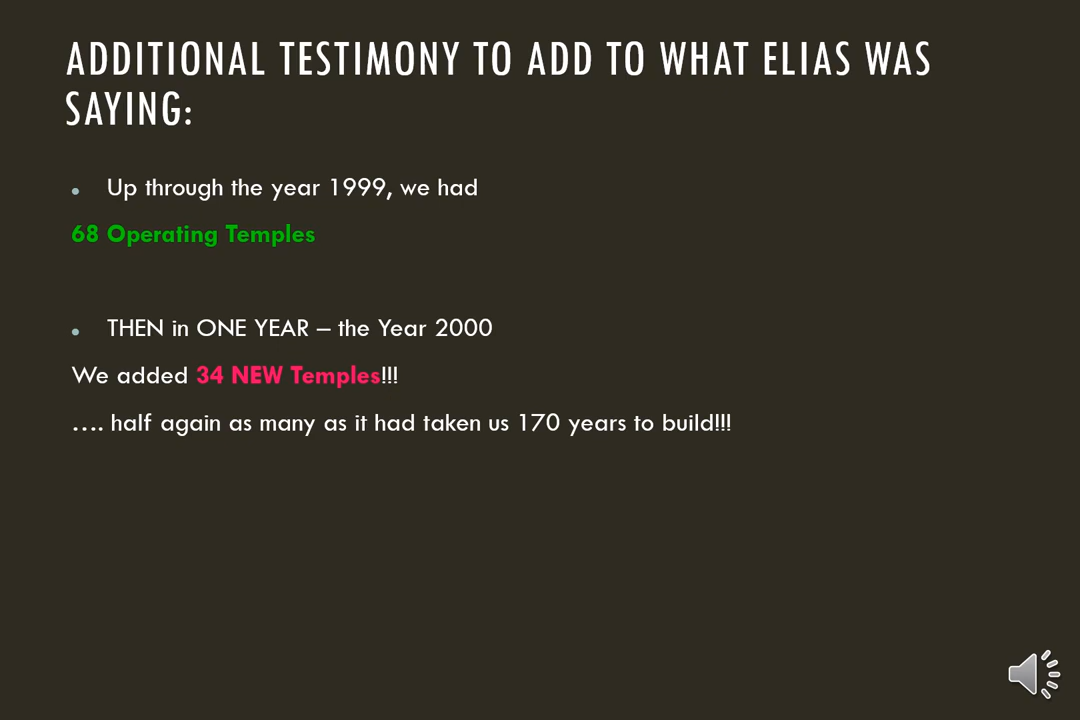 ADDITIONAL TESTIMONY TO ADD TO WHAT ELIAS WAS
SAYING:
• Up through the year 1999, we had
68 Operating Temples
• THEN in ONE YEAR – the Year 2000
We added 34 NEW Temples!!!
…. half again as many as it had taken us 170 years to build!!!